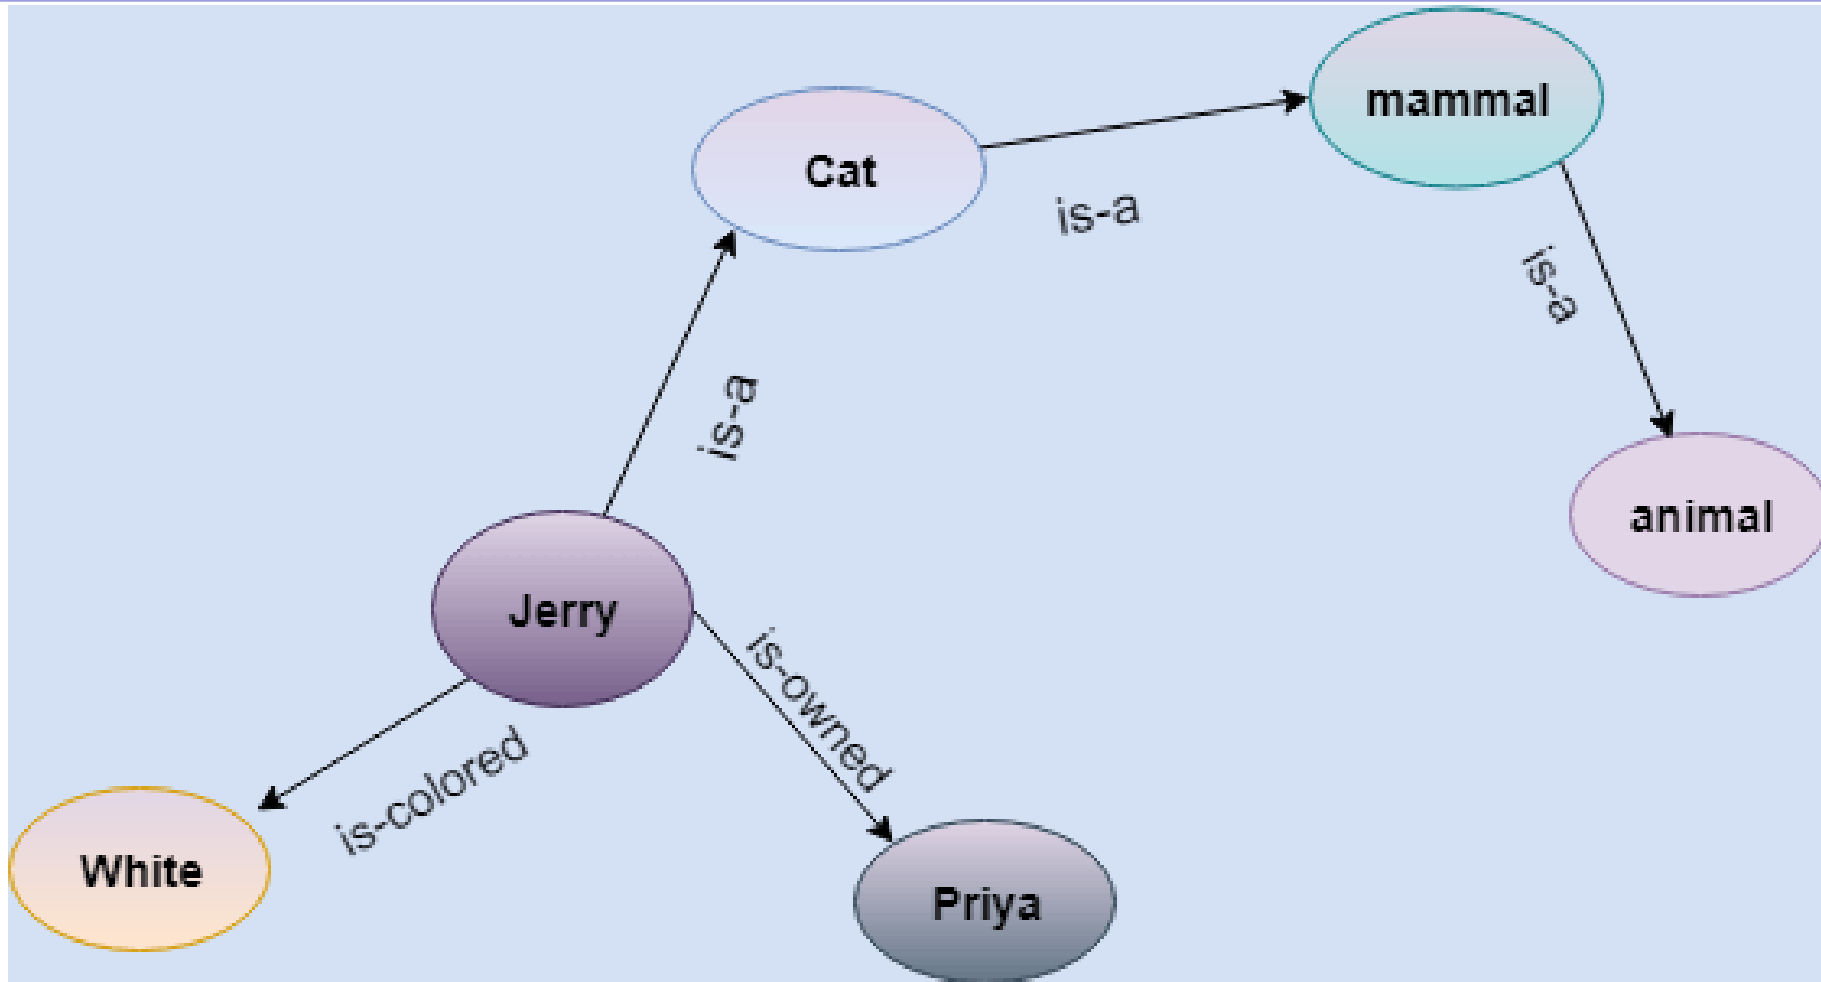 mammal
Cat
is-a
is-a
is-a
animal
Jerry
is-owned
is-colored
White
Priya